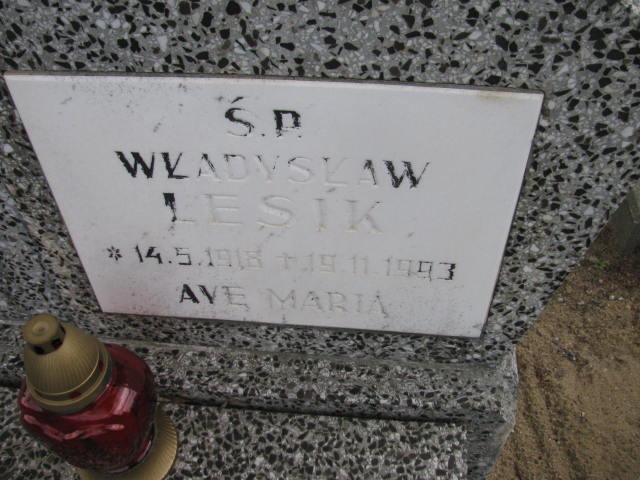 Ś.P.
WŁADYSŁAW
LESIK
* 14.5.1918 + 19.11.1993
AVE MARIA